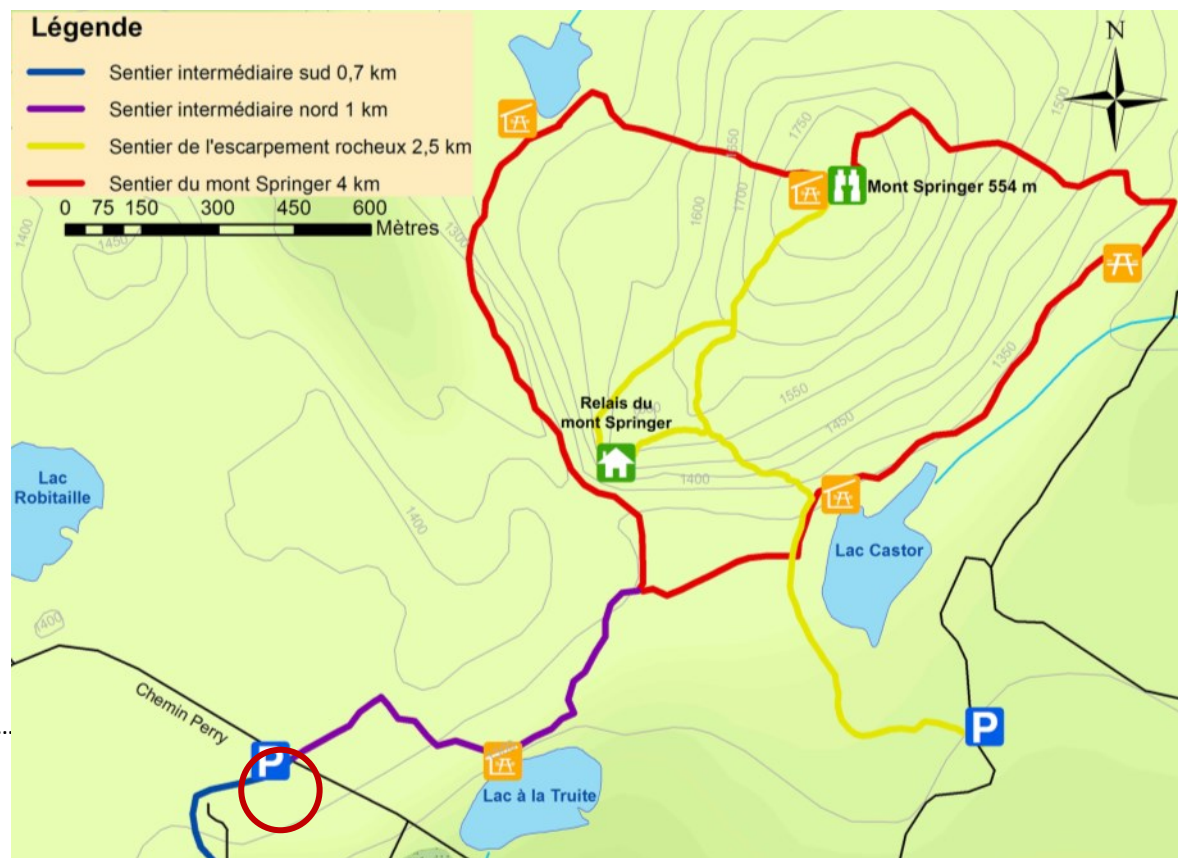 Légende
Sentier intermédiaire sud 0,7 km
Sentier intermédiaire nord 1 km
Sentier de l'escarpement rocheux 2,5 km
Sentier du mont Springer 4 km
0 75 150 300 450 600
Mètres
N
1400
1450
1300
1600
1650
1700
1750
1500
Mont Springer 554 m
1350
Relais du
mont Springer
1550
1450
1400
Lac
Robitaille
1400
Lac Castor
1400
Chemin Perry
P
P
Lac à la Truite
...